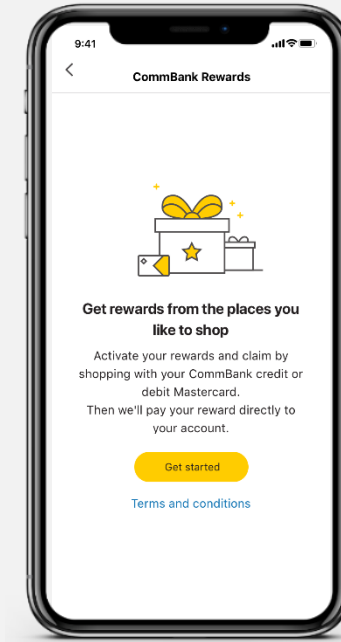 9:41
CommBank Rewards
Get rewards from the places you
like to shop
Activate your rewards and claim by
shopping with your CommBank credit or
debit Mastercard.
Then we'll pay your reward directly to
your account.
Get started
Terms and conditions